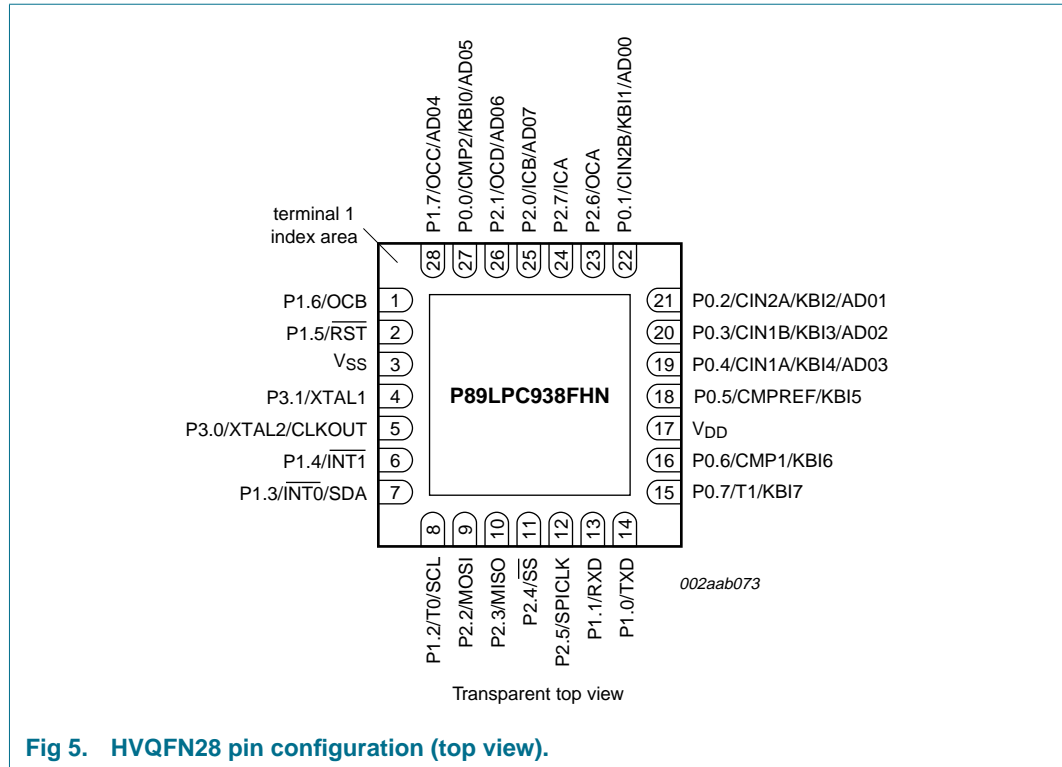 P1.7/OCC/AD04
P0.0/CMP2/KBI0/AD05
P2.1/OCD/AD06
P2.0/ICB/AD07
P2.7/ICA
P2.6/OCA
P0.1/CIN2B/KBI1/AD00
terminal 1
index area
28 27 26 25 24 23 22
P1.6/OCB 1
P1.5/R̅S̅T̅ 2
VSS 3
P3.1/XTAL1 4
P3.0/XTAL2/CLKOUT 5
P1.4/I̅N̅T̅1̅ 6
P1.3/I̅N̅T̅0̅/SDA 7
P89LPC938FHN
21 P0.2/CIN2A/KBI2/AD01
20 P0.3/CIN1B/KBI3/AD02
19 P0.4/CIN1A/KBI4/AD03
18 P0.5/CMPREF/KBI5
17 VDD
16 P0.6/CMP1/KBI6
15 P0.7/T1/KBI7
8 9 10 11 12 13 14
P1.2/T0/SCL
P2.2/MOSI
P2.3/MISO
P2.4/S̅S̅
P2.5/SPICLK
P1.1/RXD
P1.0/TXD
002aab073
Transparent top view
Fig 5. HVQFN28 pin configuration (top view).